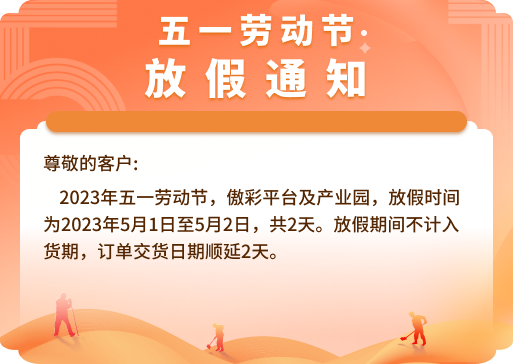 五一劳动节
放假通知
尊敬的客户：
2023年五一劳动节，傲彩平台及产业园，放假时间
为2023年5月1日至5月2日，共2天。放假期间不计入
货期，订单交货日期顺延2天。